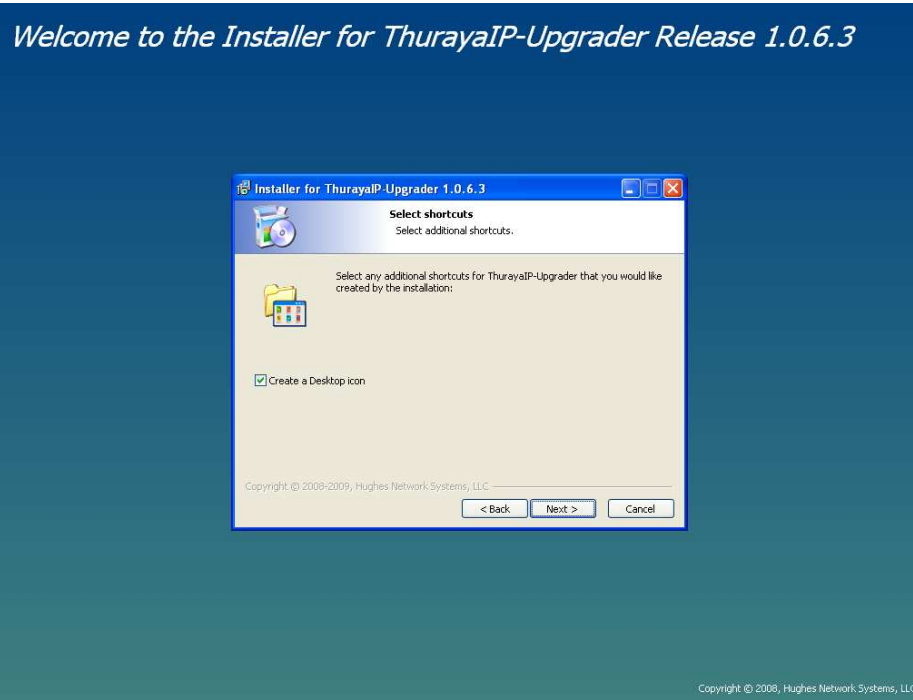 Welcome to the Installer for ThurayaIP-Upgrader Release 1.0.6.3
Installer for ThurayaIP-Upgrader 1.0.6.3
Select shortcuts
Select additional shortcuts.
Select any additional shortcuts for ThurayaIP-Upgrader that you would like
created by the installation:
Create a Desktop icon
Copyright © 2008-2009, Hughes Network Systems, LLC
< Back Next > Cancel
Copyright © 2008, Hughes Network Systems, LLC